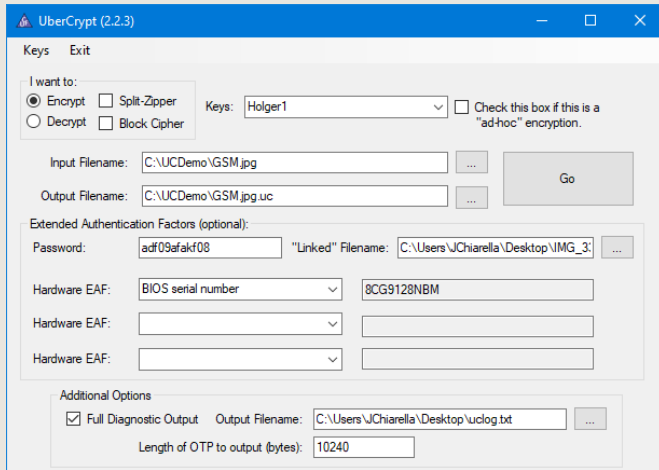 UberCrypt (2.2.3)
Keys Exit
I want to:
Encrypt Split-Zipper
Decrypt Block Cipher
Keys: Holger1
Check this box if this is a
"ad-hoc" encryption.
Input Filename: C:\UCDemo\GSM.jpg ...
Go
Output Filename: C:\UCDemo\GSM.jpg.uc ...
Extended Authentication Factors (optional):
Password: adf09afakf08 "Linked" Filename: C:\Users\JChiarella\Desktop\IMG_3 ...
Hardware EAF: BIOS serial number 8CG9128NBM
Hardware EAF:
Hardware EAF:
Additional Options
Full Diagnostic Output Output Filename: C:\Users\JChiarella\Desktop\uclog.txt ...
Length of OTP to output (bytes): 10240